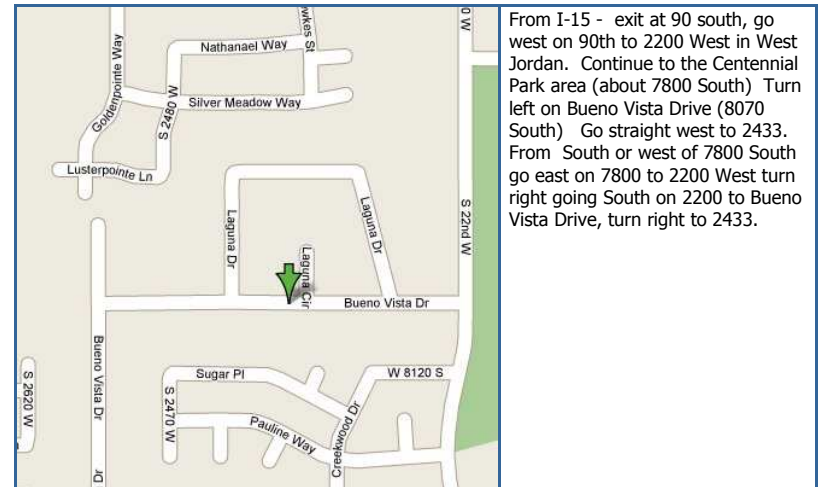 Goldenpointe Way
Nathanael Way
wkes St
0 W
S 2480 W
Silver Meadow Way
Lusterpointe Ln
Laguna Dr
Laguna Dr
Laguna Cir
S 22nd W
Bueno Vista Dr
Bueno Vista Dr
S 2620 W
Sugar Pl
W 8120 S
S 2470 W
Pauline Way
Creekwood Dr
Dr
From I-15 - exit at 90 south, go
west on 90th to 2200 West in West
Jordan. Continue to the Centennial
Park area (about 7800 South) Turn
left on Bueno Vista Drive (8070
South) Go straight west to 2433.
From South or west of 7800 South
go east on 7800 to 2200 West turn
right going South on 2200 to Bueno
Vista Drive, turn right to 2433.